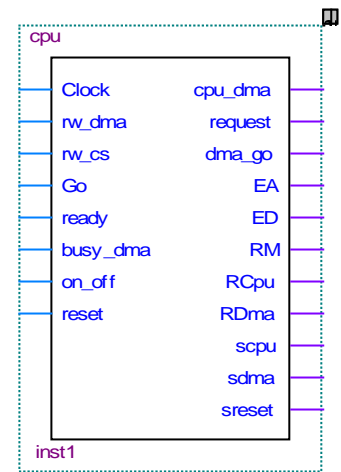 cpu
Clock cpu_dma
rw_dma request
rw_cs dma_go
Go EA
ready ED
busy_dma RM
on_off RCpu
reset RDma
scpu
sdma
sreset
inst1